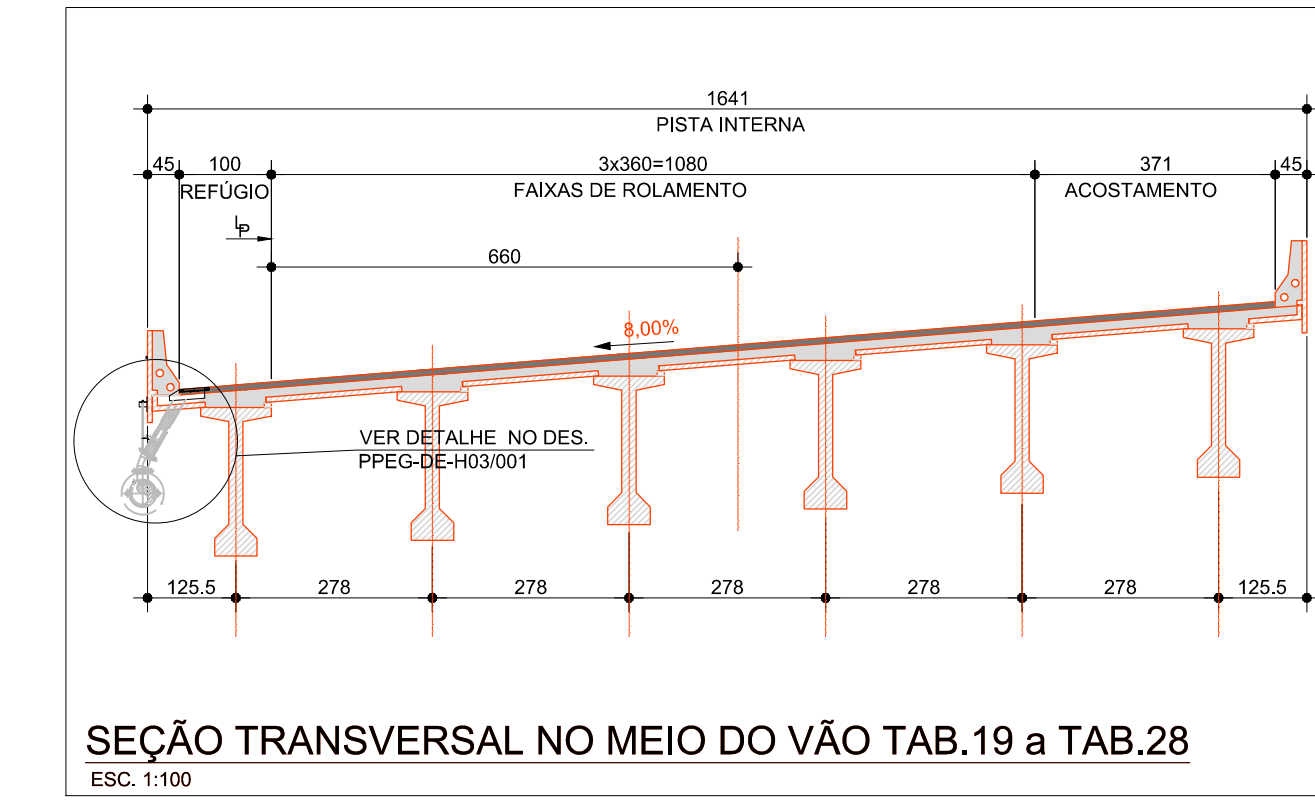 1641
PISTA INTERNA
45 100 3x360=1080 371 45
REFÚGIO FAIXAS DE ROLAMENTO ACOSTAMENTO
LP
660
8,00%
VER DETALHE NO DES.
PPEG-DE-H03/001
125.5 278 278 278 278 278 125.5
SEÇÃO TRANSVERSAL NO MEIO DO VÃO TAB.19 a TAB.28
ESC. 1:100